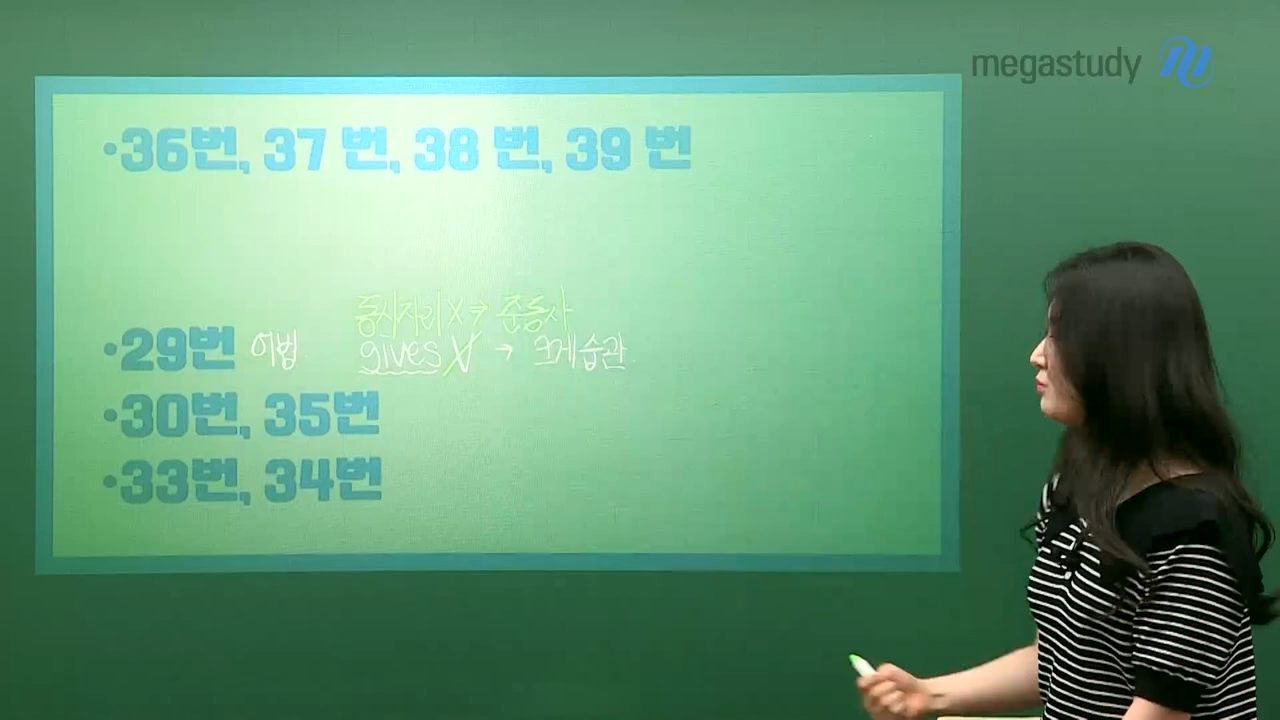 megastudy
•36번, 37 번, 38 번, 39 번
동사자리 X → 준동사
•29번 어법. gives X → 크게 습관.
•30번, 35번
•33번, 34번